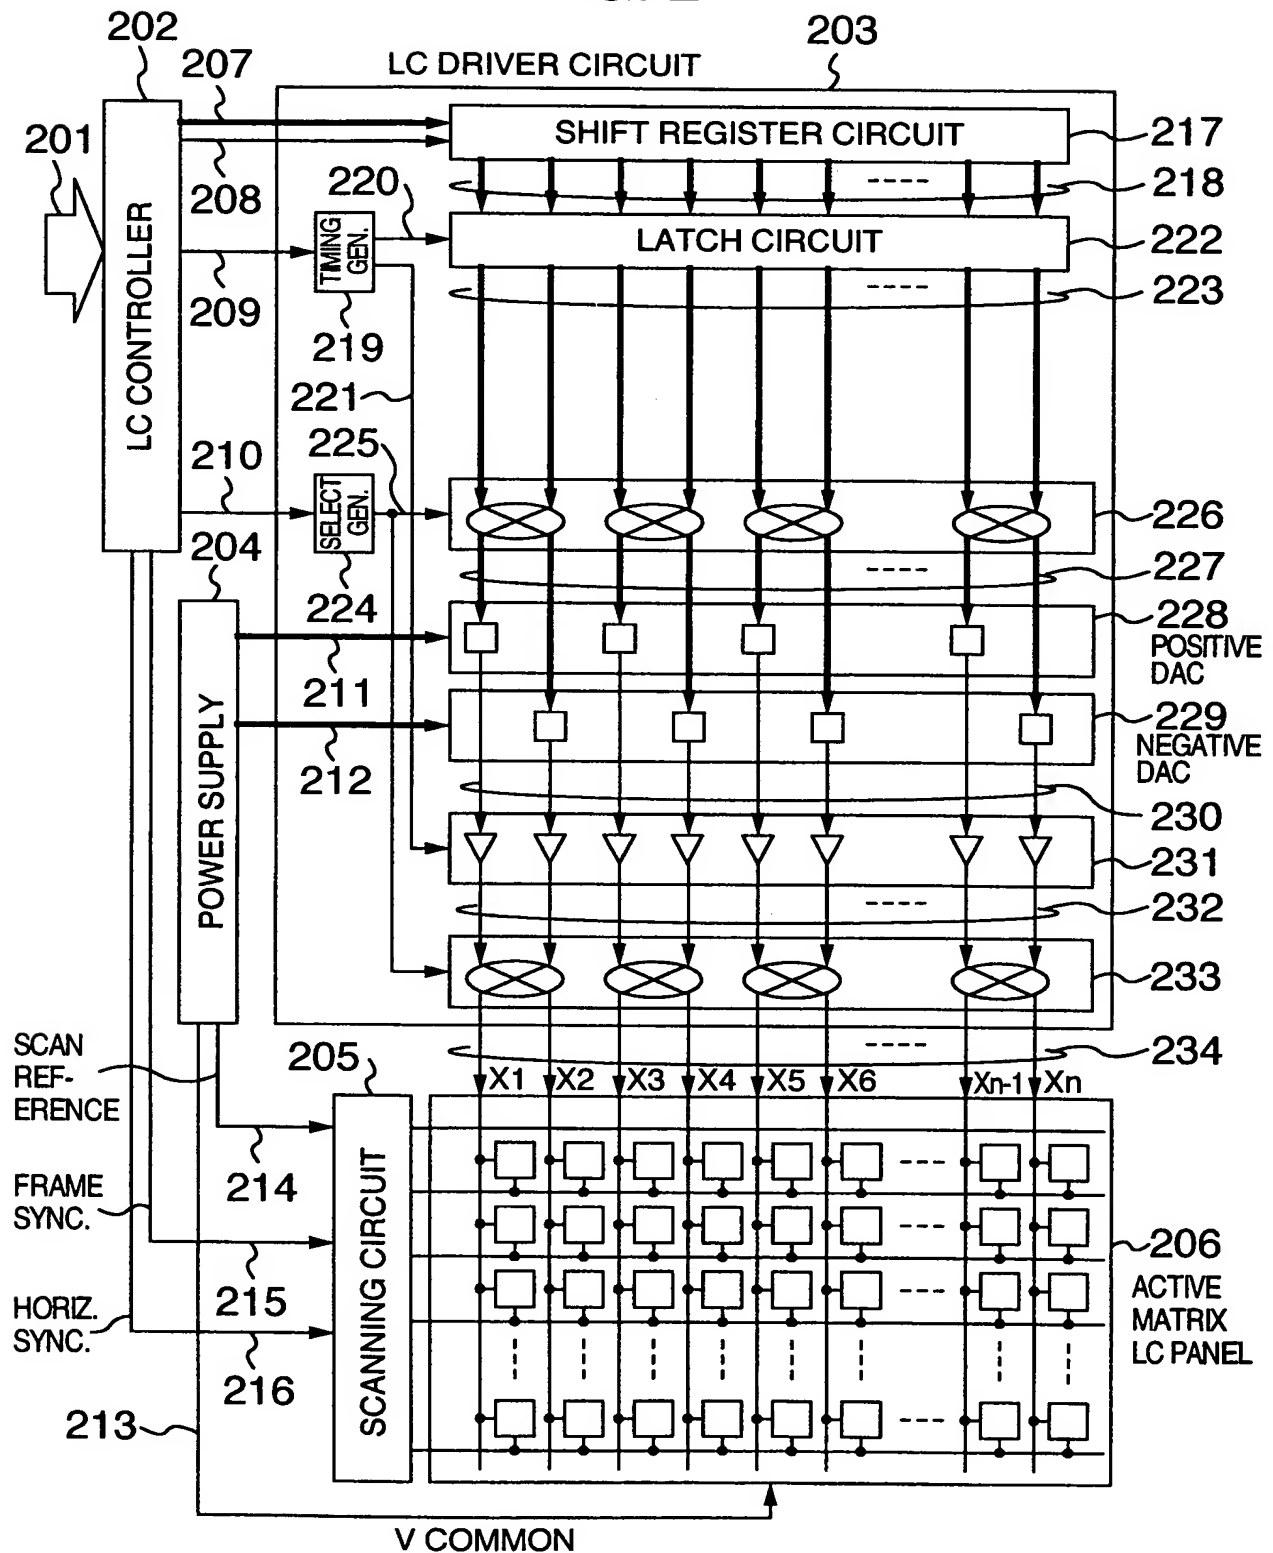 202
203
207
LC DRIVER CIRCUIT
SHIFT REGISTER CIRCUIT
217
201
208
220
218
LC CONTROLLER
TIMING
GEN.
LATCH CIRCUIT
222
209
219
223
221
210
225
SELECT
GEN.
226
204
224
227
228
POSITIVE
DAC
211
POWER SUPPLY
229
NEGATIVE
DAC
212
230
231
232
233
SCAN
REF-
ERENCE
205
234
X1 X2 X3 X4 X5 X6 Xn-1 Xn
214
SCANNING CIRCUIT
FRAME
SYNC.
206
215
HORIZ.
SYNC.
ACTIVE
MATRIX
LC PANEL
216
213
V COMMON